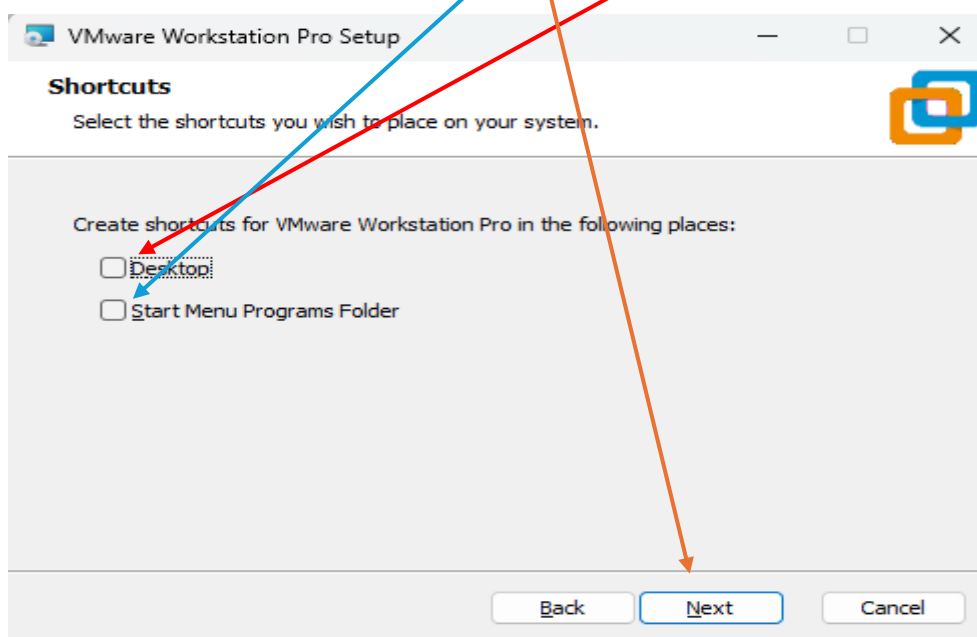 VMware Workstation Pro Setup
Shortcuts
Select the shortcuts you wish to place on your system.
Create shortcuts for VMware Workstation Pro in the following places:
Desktop
Start Menu Programs Folder
Back Next Cancel